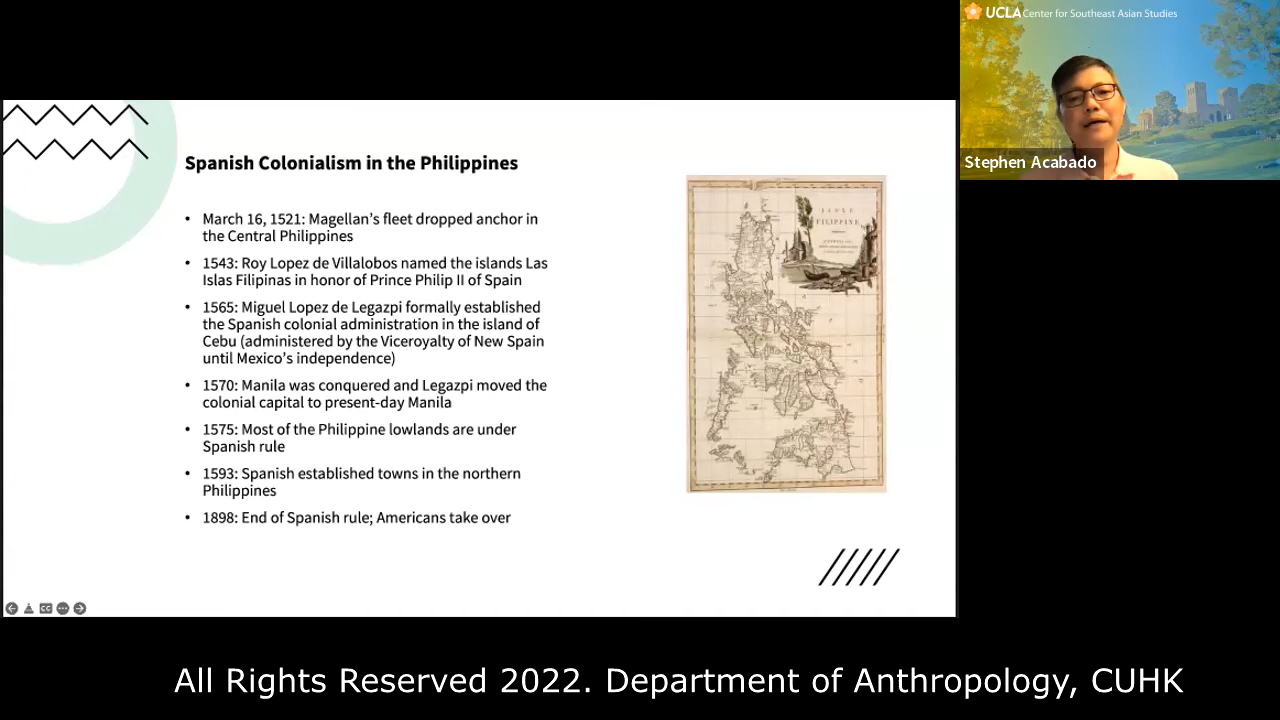 UCLA Center for Southeast Asian Studies
Stephen Acabado
Spanish Colonialism in the Philippines
• March 16, 1521: Magellan’s fleet dropped anchor in
the Central Philippines
• 1543: Roy Lopez de Villalobos named the islands Las
Islas Filipinas in honor of Prince Philip II of Spain
• 1565: Miguel Lopez de Legazpi formally established
the Spanish colonial administration in the island of
Cebu (administered by the Viceroyalty of New Spain
until Mexico’s independence)
• 1570: Manila was conquered and Legazpi moved the
colonial capital to present-day Manila
• 1575: Most of the Philippine lowlands are under
Spanish rule
• 1593: Spanish established towns in the northern
Philippines
• 1898: End of Spanish rule; Americans take over
ISOLE
FILIPPINE
CC
All Rights Reserved 2022. Department of Anthropology, CUHK